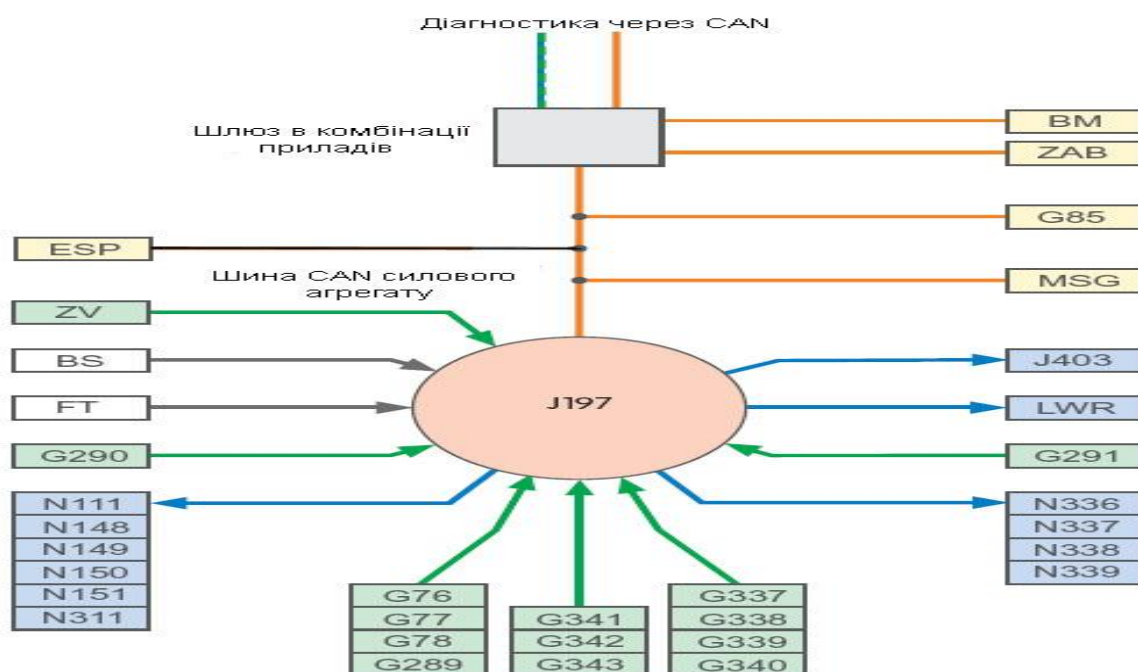 Діагностика через CAN
Шлюз в комбінації
приладів
BM
ZAB
G85
ESP
MSG
Шина CAN силового
агрегату
ZV
BS
J403
FT
J197
LWR
G290
G291
N111
N148
N149
N150
N151
N311
N336
N337
N338
N339
G76
G77
G78
G289
G341
G342
G343
G337
G338
G339
G340